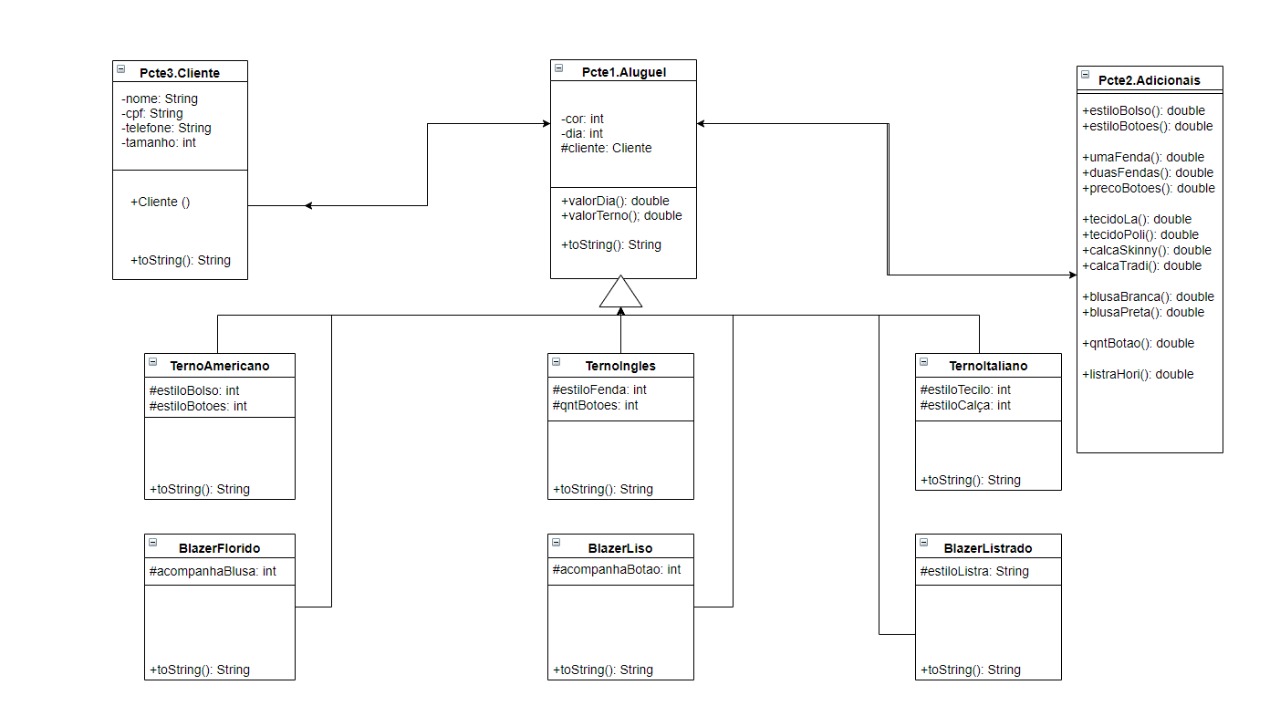 Pcte3.Cliente
-nome: String
-cpf: String
-telefone: String
-tamanho: int
+Cliente ()
+toString(): String
Pcte1.Aluguel
-cor: int
-dia: int
#cliente: Cliente
+valorDia(): double
+valorTerno(); double
+toString(): String
Pcte2.Adicionais
+estiloBolso(): double
+estiloBotoes(): double
+umaFenda(): double
+duasFendas(): double
+precoBotoes(): double
+tecidoLa(): double
+tecidoPoli(): double
+calcaSkinny(): double
+calcaTradi(): double
+blusaBranca(): double
+blusaPreta(): double
+qntBotao(): double
+listraHori(): double
TernoAmericano
#estiloBolso: int
#estiloBotoes: int
+toString(): String
TernoIngles
#estiloFenda: int
#qntBotoes: int
+toString(): String
TernoItaliano
#estiloTecilo: int
#estiloCalça: int
+toString(): String
BlazerFlorido
#acompanhaBlusa: int
+toString(): String
BlazerLiso
#acompanhaBotao: int
+toString(): String
BlazerListrado
#estiloListra: String
+toString(): String